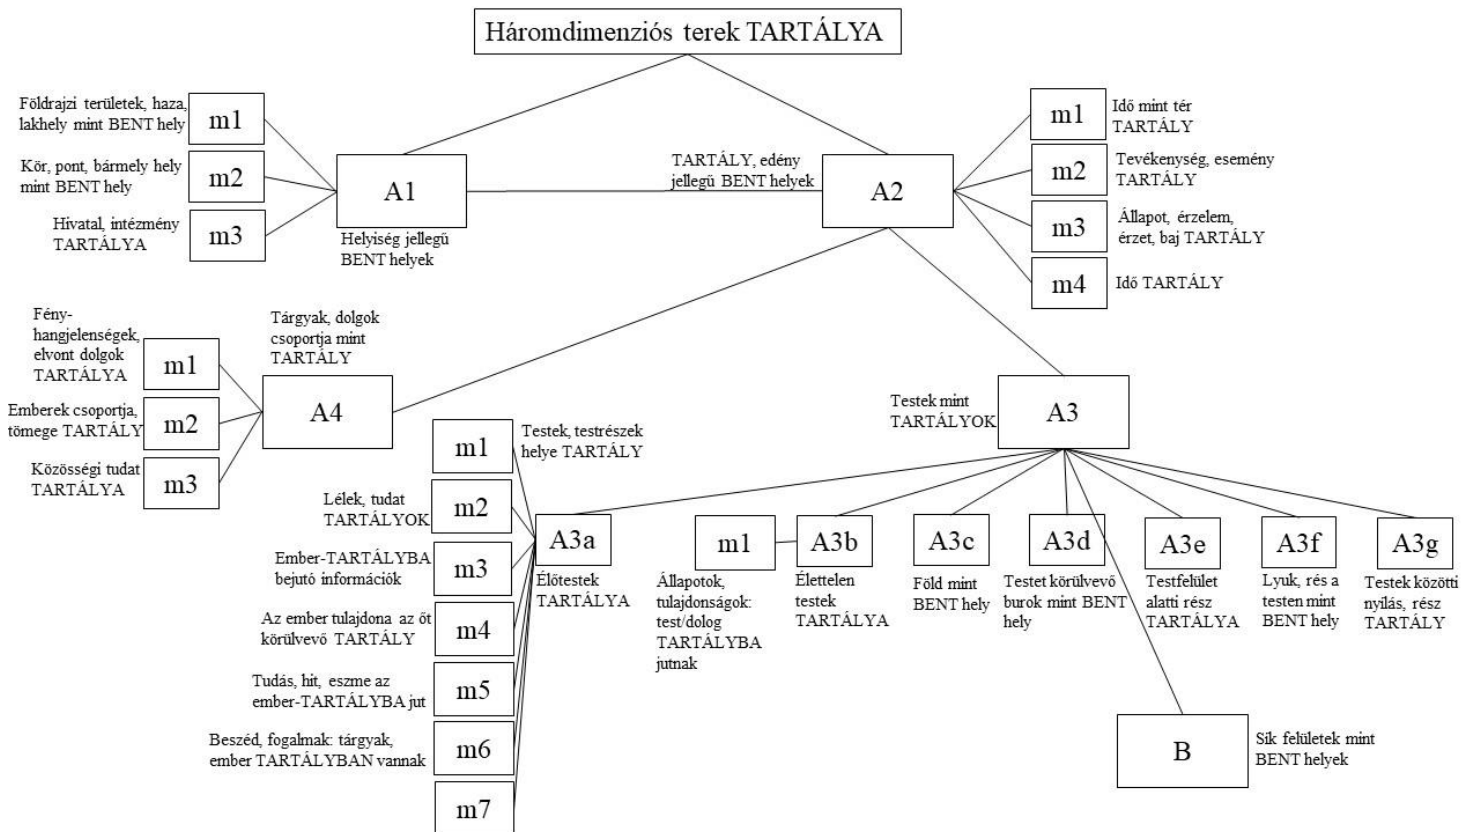 Háromdimenziós terek TARTÁLYA
Földrajzi területek, haza,
lakhely mint BENT hely
m1
Kör, pont, bármely hely
mint BENT hely
m2
Hivatal, intézmény
TARTÁLYA
m3
A1
Helyiség jellegű
BENT helyek
TARTÁLY, edény
jellegű BENT helyek
A2
m1
Idő mint tér
TARTÁLY
m2
Tevékenység, esemény
TARTÁLY
m3
Állapot, érzelem,
érzet, baj TARTÁLY
m4
Idő TARTÁLY
Fény-
hangjelenségek,
elvont dolgok
TARTÁLYA
m1
Emberek csoportja,
tömege TARTÁLY
m2
Közösségi tudat
TARTÁLYA
m3
Tárgyak, dolgok
csoportja mint
TARTÁLY
A4
Testek mint
TARTÁLYOK
A3
m1
Testek, testrészek
helye TARTÁLY
Lélek, tudat
TARTÁLYOK
m2
Ember-TARTÁLYBA
bejutó információk
m3
Az ember tulajdona az őt
körülvevő TARTÁLY
m4
Tudás, hit, eszme az
ember-TARTÁLYBA jut
m5
Beszéd, fogalmak: tárgyak,
ember TARTÁLYBAN vannak
m6
m7
A3a
Élőtestek
TARTÁLYA
m1
Állapotok,
tulajdonságok:
test/dolog
TARTÁLYBA
jutnak
A3b
Élettelen
testek
TARTÁLYA
A3c
Föld mint
BENT hely
A3d
Testet körülvevő
burok mint BENT
hely
A3e
Testfelület
alatti rész
TARTÁLYA
A3f
Lyuk, rés a
testen mint
BENT hely
A3g
Testek közötti
nyílás, rész
TARTÁLY
B
Sík felületek mint
BENT helyek